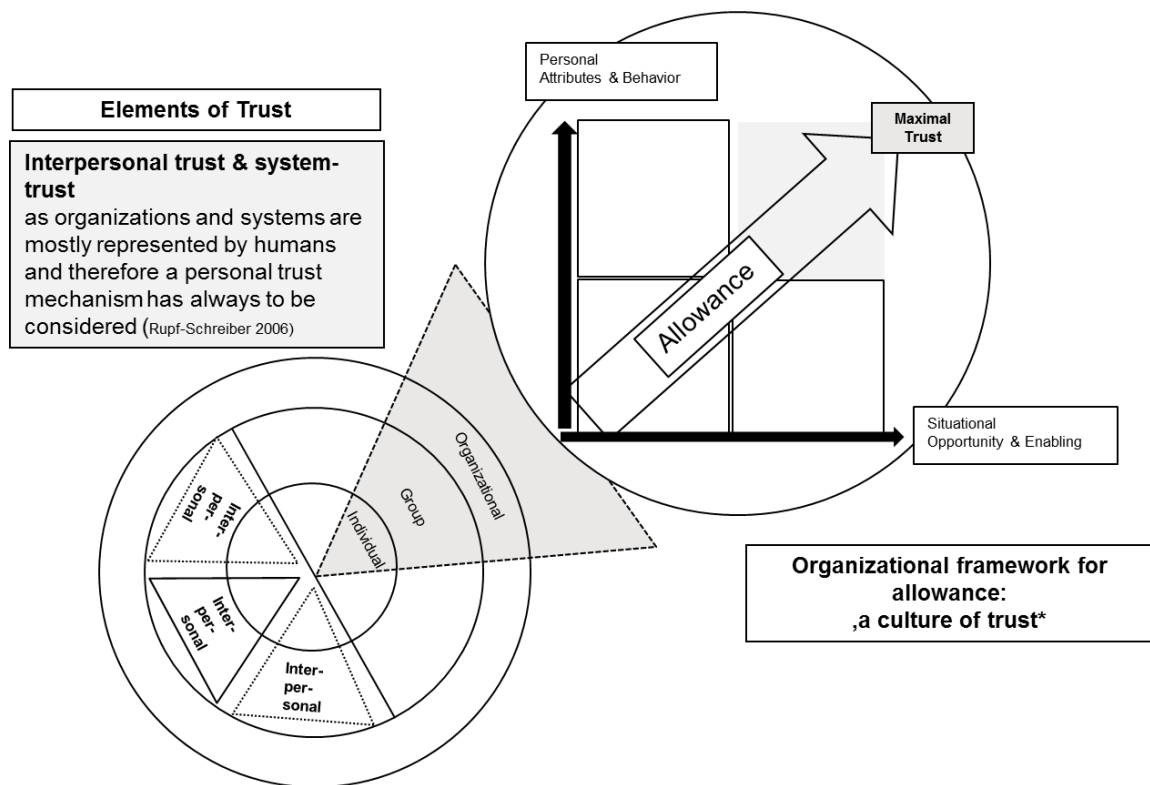 Elements of Trust
Interpersonal trust & system-
trust
as organizations and systems are
mostly represented by humans
and therefore a personal trust
mechanism has always to be
considered (Rupf-Schreiber 2006)
Personal
Attributes & Behavior
Maximal
Trust
Allowance
Situational
Opportunity & Enabling
Organizational
Group
Individual
Inter-
per-
sonal
Inter-
per-
sonal
Inter-
per-
sonal
Organizational framework for
allowance:
‚a culture of trust*